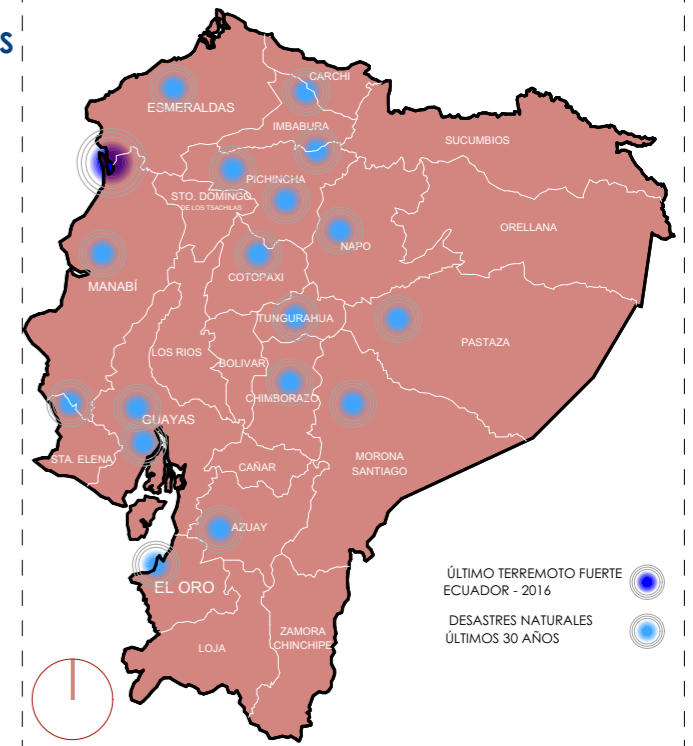 S
CARCHI
ESMERALDAS
IMBABURA
SUCUMBIOS
PICHINCHA
STO. DOMINGO
DE LOS TSACHILAS
ORELLANA
NAPO
COTOPAXI
MANABÍ
TUNGURAHUA
PASTAZA
LOS RIOS
BOLIVAR
CHIMBORAZO
GUAYAS
STA. ELENA
MORONA
SANTIAGO
CAÑAR
AZUAY
EL ORO
ZAMORA
CHINCHIPE
LOJA
ÚLTIMO TERREMOTO FUERTE
ECUADOR - 2016
DESASTRES NATURALES
ÚLTIMOS 30 AÑOS